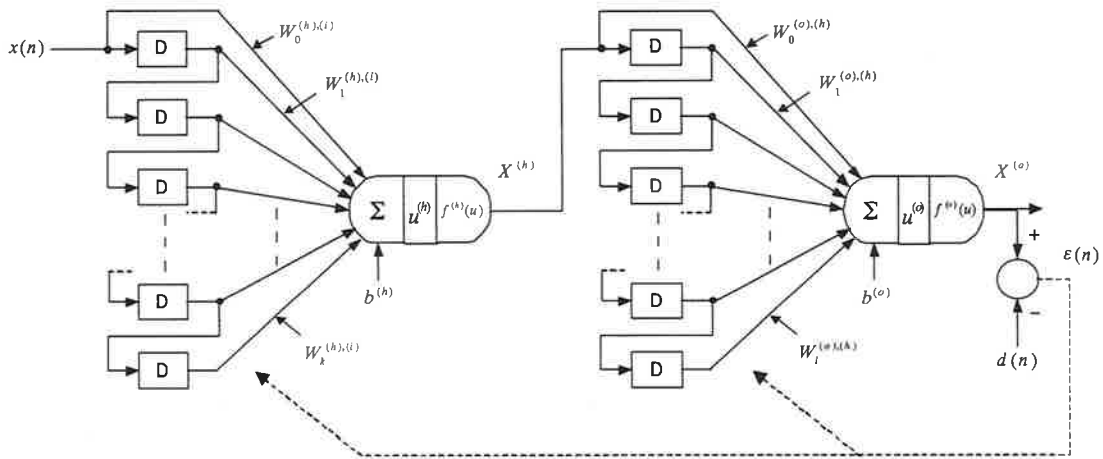 x(n)
D
D
D
D
D
W_0^{(h),(i)}
W_1^{(h),(i)}
W_k^{(h),(i)}
Σ
u^{(h)}
f^{(h)}(u)
b^{(h)}
X^{(h)}
D
D
D
D
D
W_0^{(o),(h)}
W_1^{(o),(h)}
W_l^{(o),(h)}
Σ
u^{(o)}
f^{(o)}(u)
b^{(o)}
X^{(o)}
+
ε(n)
−
d(n)